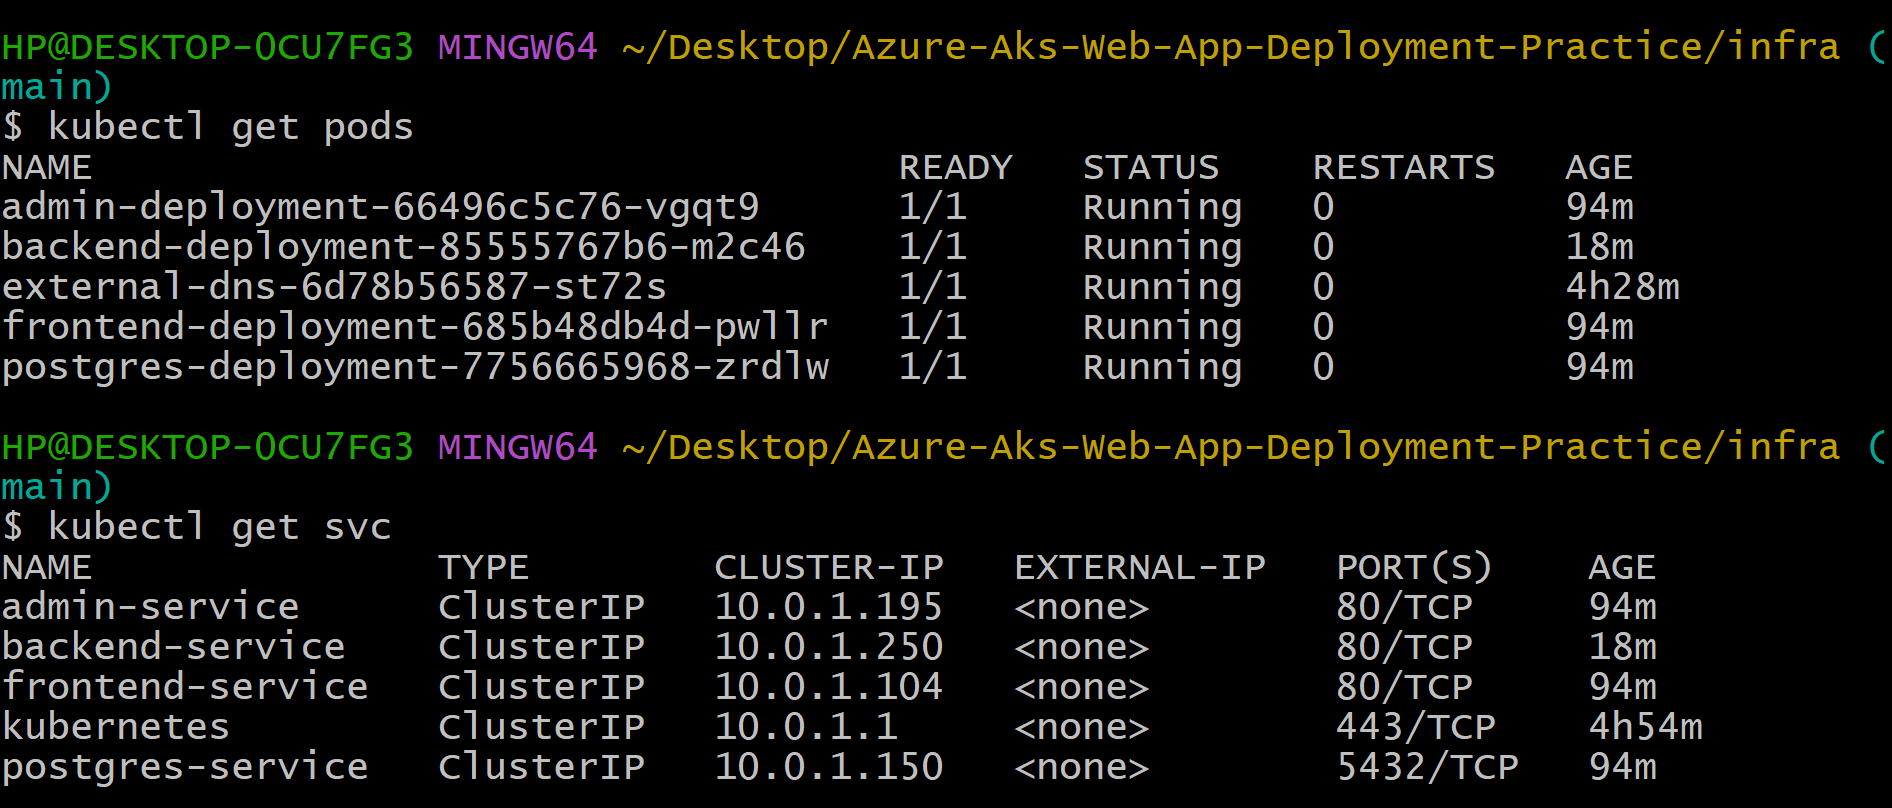 HP@DESKTOP-OCU7FG3 MINGW64 ~/Desktop/Azure-Aks-Web-App-Deployment-Practice/infra (
main)
$ kubectl get pods
NAME READY STATUS RESTARTS AGE
admin-deployment-66496c5c76-vgqt9 1/1 Running 0 94m
backend-deployment-85555767b6-m2c46 1/1 Running 0 18m
external-dns-6d78b56587-st72s 1/1 Running 0 4h28m
frontend-deployment-685b48db4d-pwllr 1/1 Running 0 94m
postgres-deployment-7756665968-zrdlw 1/1 Running 0 94m
HP@DESKTOP-OCU7FG3 MINGW64 ~/Desktop/Azure-Aks-Web-App-Deployment-Practice/infra (
main)
$ kubectl get svc
NAME TYPE CLUSTER-IP EXTERNAL-IP PORT(S) AGE
admin-service ClusterIP 10.0.1.195 <none> 80/TCP 94m
backend-service ClusterIP 10.0.1.250 <none> 80/TCP 18m
frontend-service ClusterIP 10.0.1.104 <none> 80/TCP 94m
kubernetes ClusterIP 10.0.1.1 <none> 443/TCP 4h54m
postgres-service ClusterIP 10.0.1.150 <none> 5432/TCP 94m